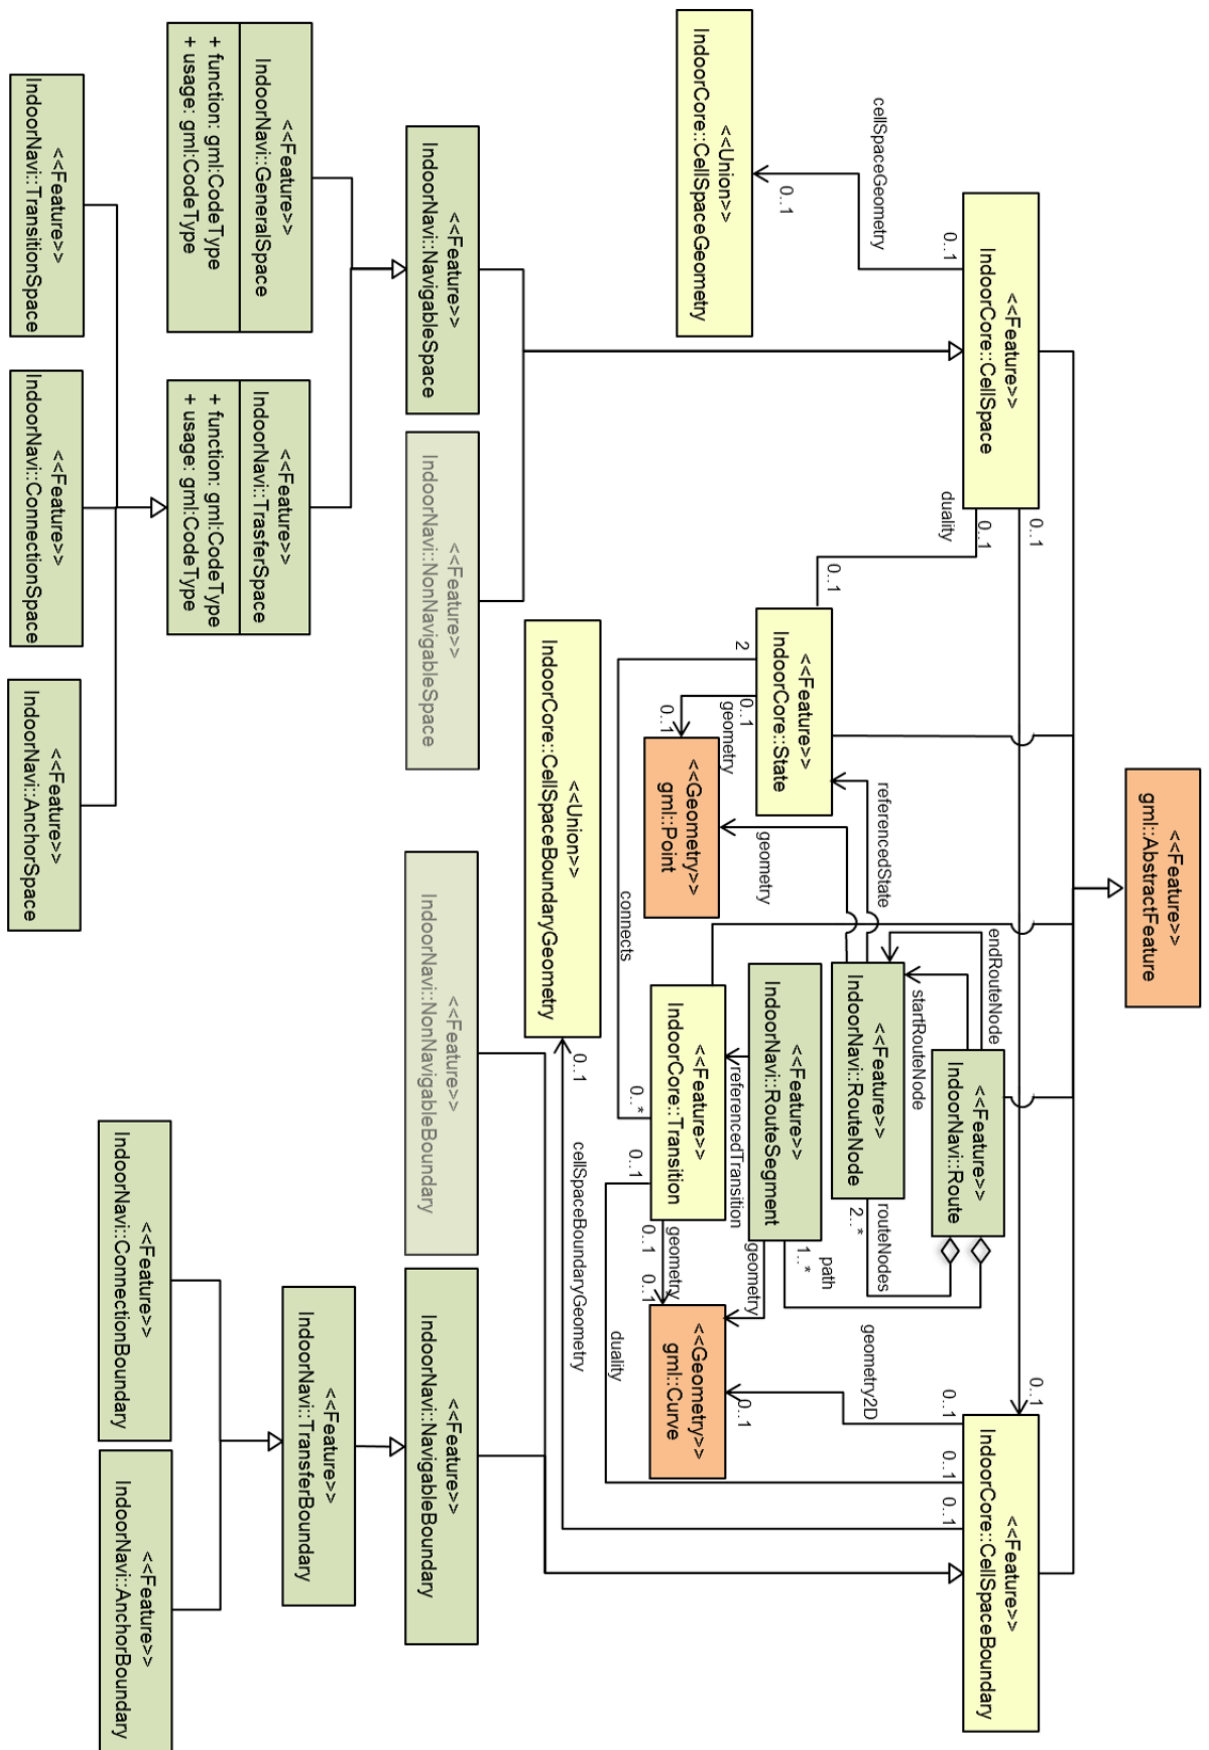 <<Feature>>
gml::AbstractFeature
<<Feature>>
IndoorCore::CellSpace
0..1
0..1
<<Feature>>
IndoorCore::CellSpaceBoundary
0..1
cellSpaceGeometry
0..1
<<Union>>
IndoorCore::CellSpaceGeometry
0..1
duality
0..1
<<Feature>>
IndoorCore::State
referencedState
endRouteNode
startRouteNode
<<Feature>>
IndoorNavi::Route
<<Feature>>
IndoorNavi::RouteNode
routeNodes
2..*
<<Feature>>
IndoorNavi::RouteSegment
path
1..*
0..1
geometry2D
0..1
0..1
0..1
2
0..1
geometry
0..1
<<Geometry>>
gml::Point
geometry
referencedTransition
geometry
<<Feature>>
IndoorCore::Transition
geometry
0..1
0..1
<<Geometry>>
gml::Curve
connects
0..*
0..1
duality
cellSpaceBoundaryGeometry
0..1
<<Union>>
IndoorCore::CellSpaceBoundaryGeometry
<<Feature>>
IndoorNavi::NavigableSpace
<<Feature>>
IndoorNavi::NonNavigableSpace
<<Feature>>
IndoorNavi::NonNavigableBoundary
<<Feature>>
IndoorNavi::NavigableBoundary
<<Feature>>
IndoorNavi::GeneralSpace
+ function: gml:CodeType
+ usage: gml:CodeType
<<Feature>>
IndoorNavi::TrasferSpace
+ function: gml:CodeType
+ usage: gml:CodeType
<<Feature>>
IndoorNavi::TransferBoundary
<<Feature>>
IndoorNavi::TransitionSpace
<<Feature>>
IndoorNavi::ConnectionSpace
<<Feature>>
IndoorNavi::AnchorSpace
<<Feature>>
IndoorNavi::ConnectionBoundary
<<Feature>>
IndoorNavi::AnchorBoundary